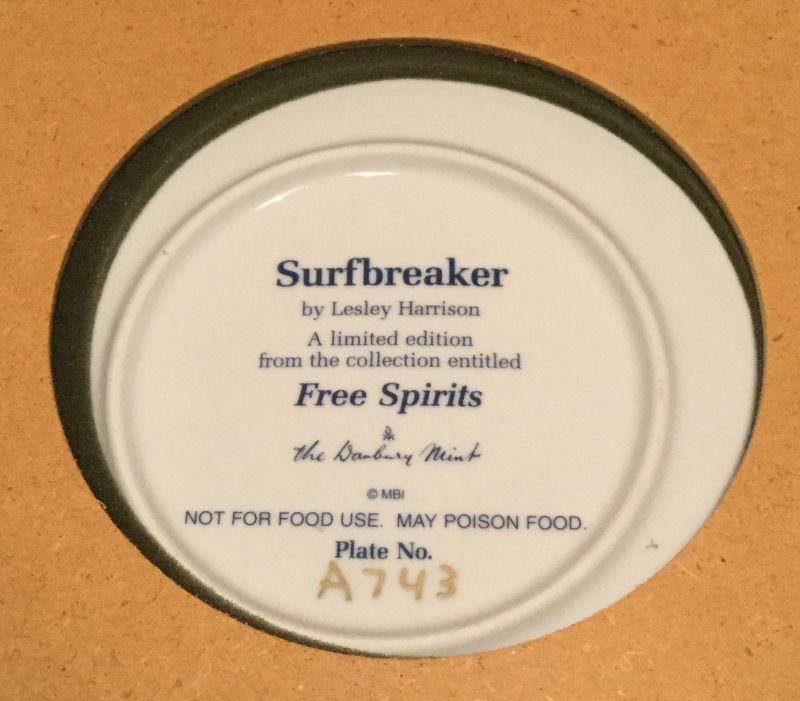 Surfbreaker
by Lesley Harrison
A limited edition
from the collection entitled
Free Spirits
the Danbury Mint
© MBI
NOT FOR FOOD USE. MAY POISON FOOD.
Plate No.
A743